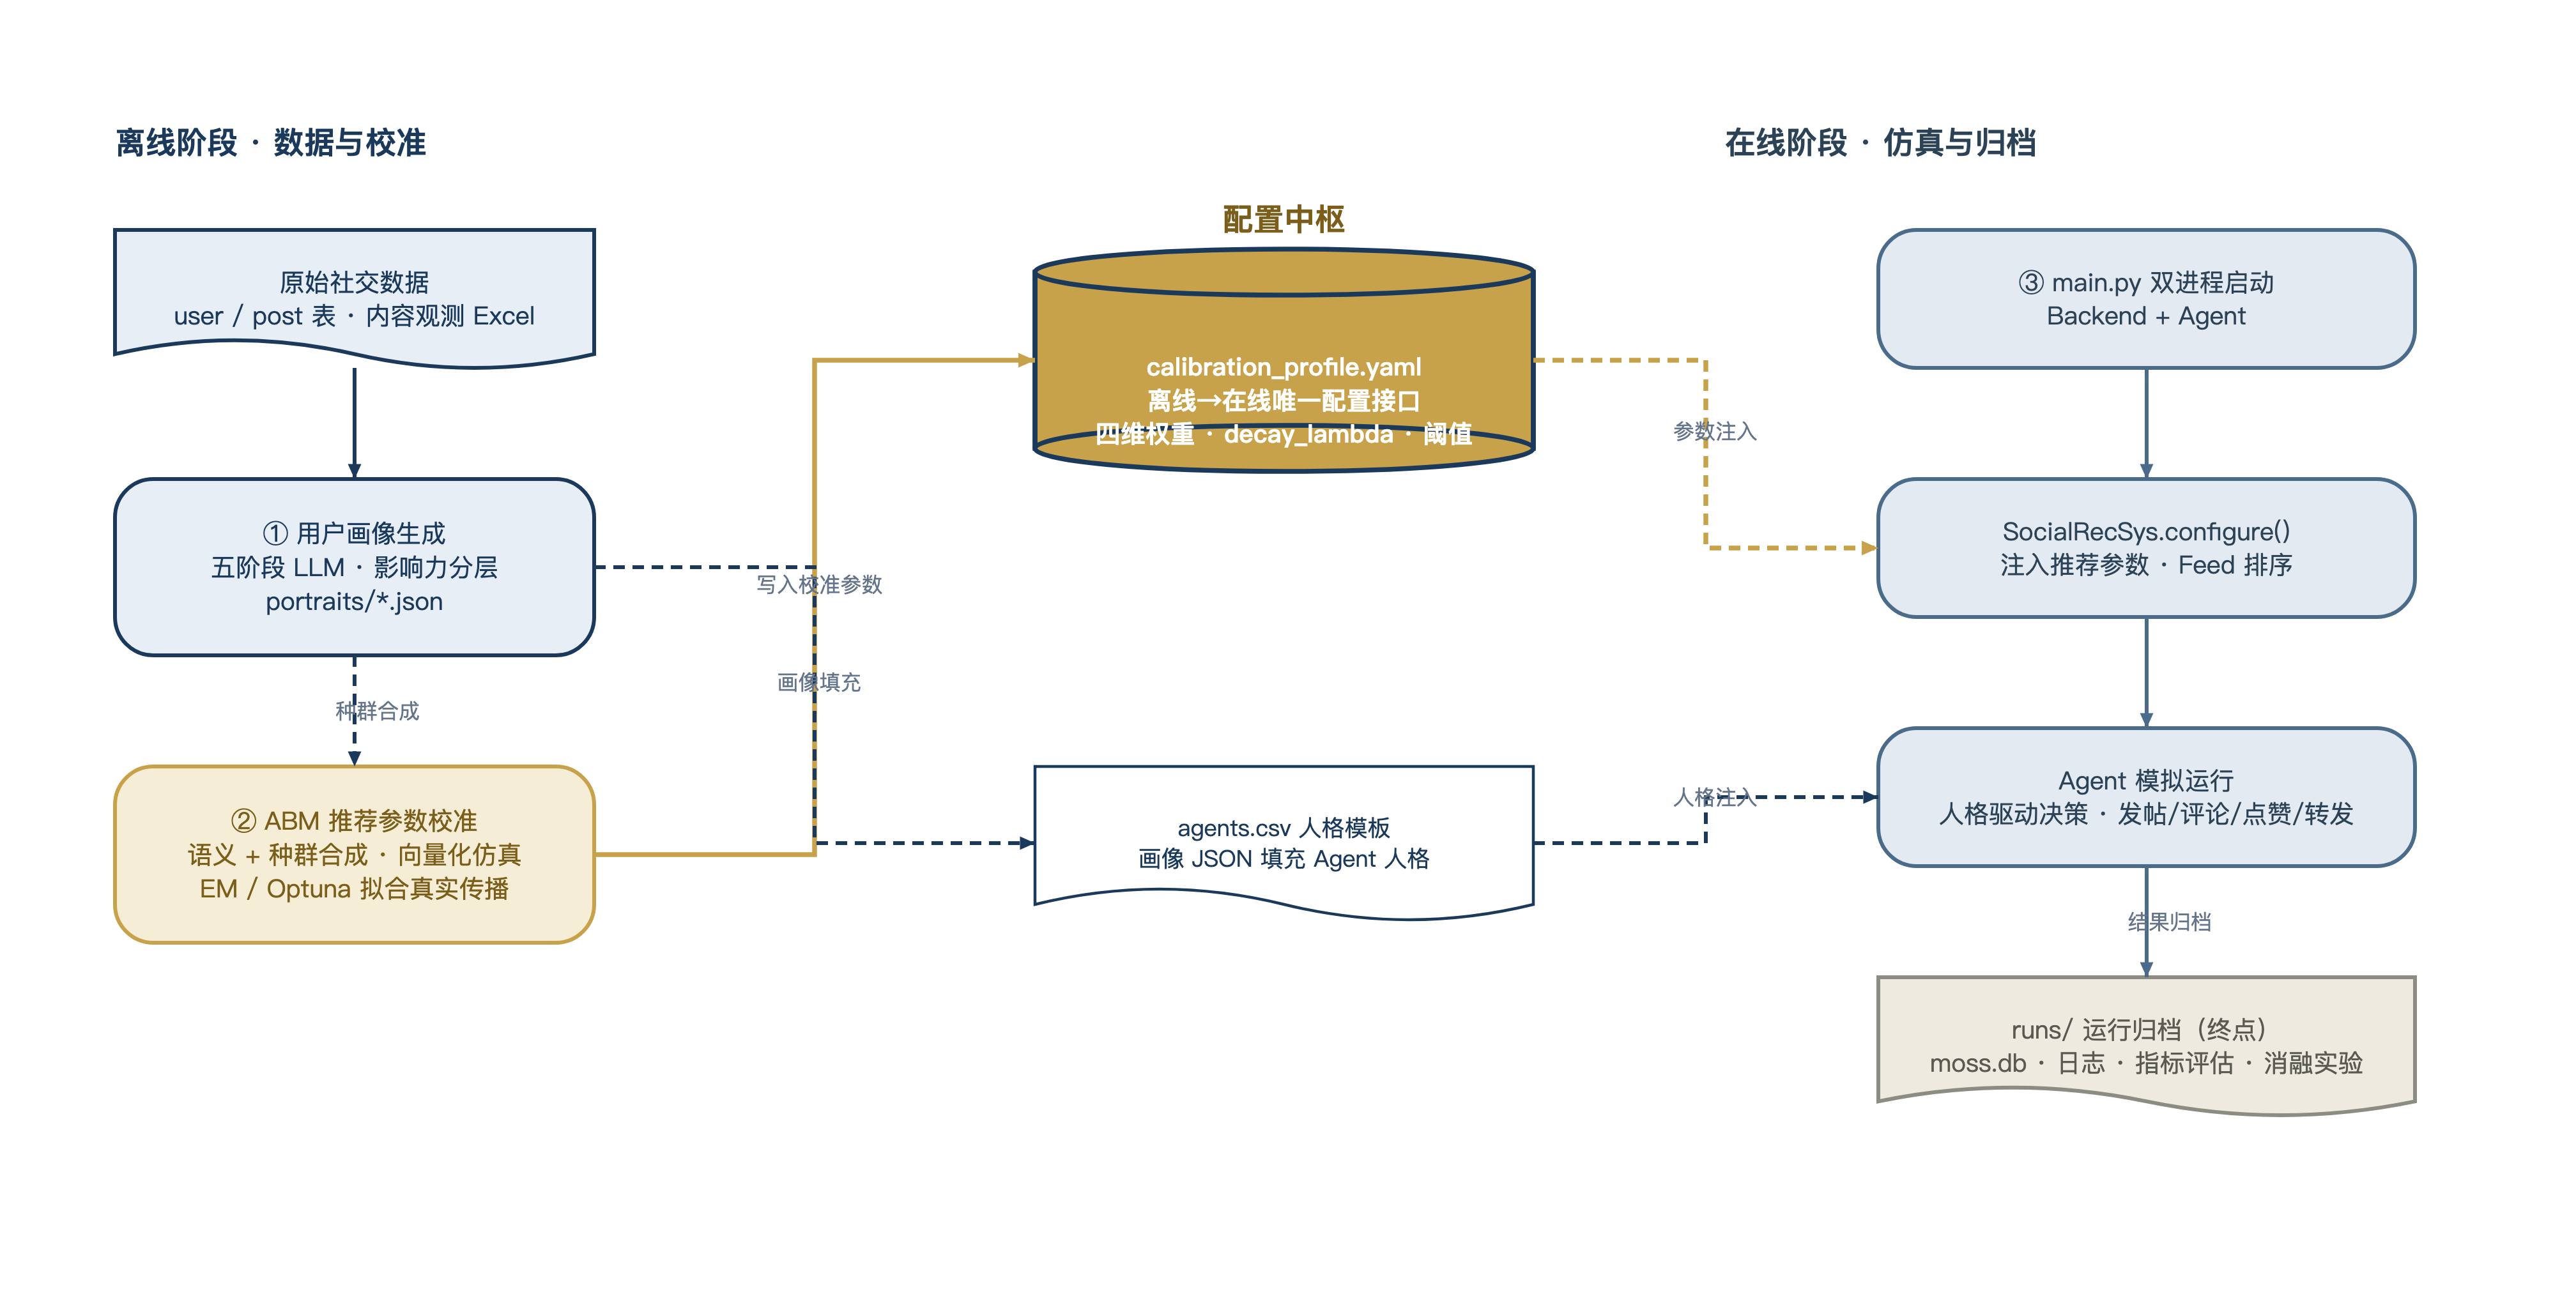 离线阶段 · 数据与校准
在线阶段 · 仿真与归档
配置中枢
原始社交数据
user / post 表 · 内容观测 Excel
① 用户画像生成
五阶段 LLM · 影响力分层
portraits/*.json
种群合成
② ABM 推荐参数校准
语义 + 种群合成 · 向量化仿真
EM / Optuna 拟合真实传播
写入校准参数
画像填充
calibration_profile.yaml
离线→在线唯一配置接口
四维权重 · decay_lambda · 阈值
agents.csv 人格模板
画像 JSON 填充 Agent 人格
参数注入
人格注入
③ main.py 双进程启动
Backend + Agent
SocialRecSys.configure()
注入推荐参数 · Feed 排序
Agent 模拟运行
人格驱动决策 · 发帖/评论/点赞/转发
结果归档
runs/ 运行归档（终点）
moss.db · 日志 · 指标评估 · 消融实验